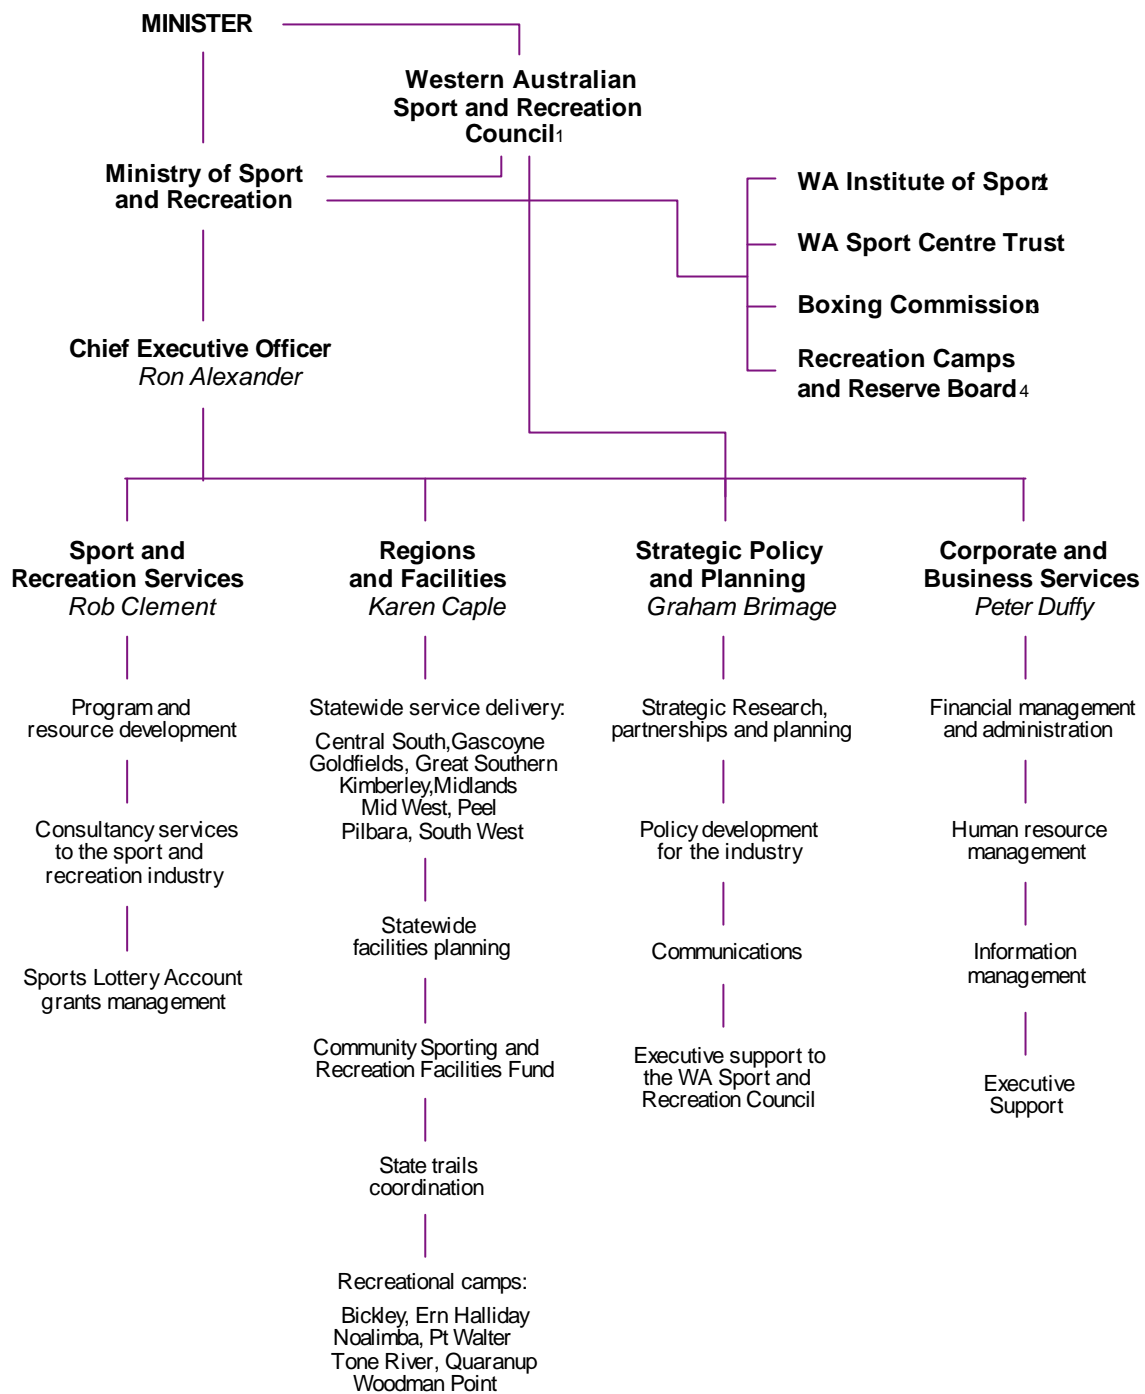 MINISTER
Western Australian
Sport and Recreation
Council1
Ministry of Sport
and Recreation
WA Institute of Sport2
WA Sport Centre Trust
Boxing Commission3
Recreation Camps
and Reserve Board4
Chief Executive Officer
Ron Alexander
Sport and
Recreation Services
Rob Clement
Program and
resource development
Consultancy services
to the sport and
recreation industry
Sports Lottery Account
grants management
Regions
and Facilities
Karen Caple
Statewide service delivery:
Central South,Gascoyne
Goldfields, Great Southern
Kimberley,Midlands
Mid West, Peel
Pilbara, South West
Statewide
facilities planning
Community Sporting and
Recreation Facilities Fund
State trails
coordination
Recreational camps:
Bickley, Ern Halliday
Noalimba, Pt Walter
Tone River, Quaranup
Woodman Point
Strategic Policy
and Planning
Graham Brimage
Strategic Research,
partnerships and planning
Policy development
for the industry
Communications
Executive support to
the WA Sport and
Recreation Council
Corporate and
Business Services
Peter Duffy
Financial management
and administration
Human resource
management
Information
management
Executive
Support